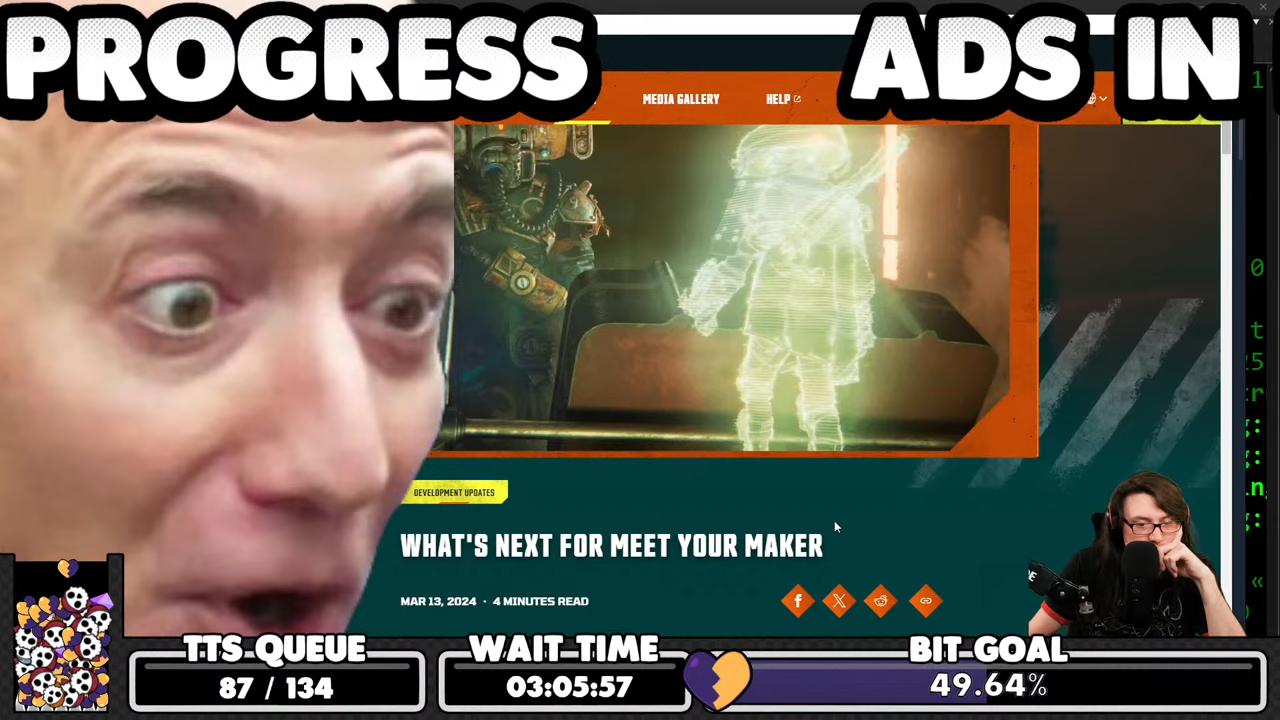 PROGRESS
ADS IN
MEDIA GALLERY
HELP
DEVELOPMENT UPDATES
WHAT'S NEXT FOR MEET YOUR MAKER
MAR 13, 2024 · 4 MINUTES READ
TTS QUEUE
WAIT TIME
BIT GOAL
87 / 134
03:05:57
49.64%